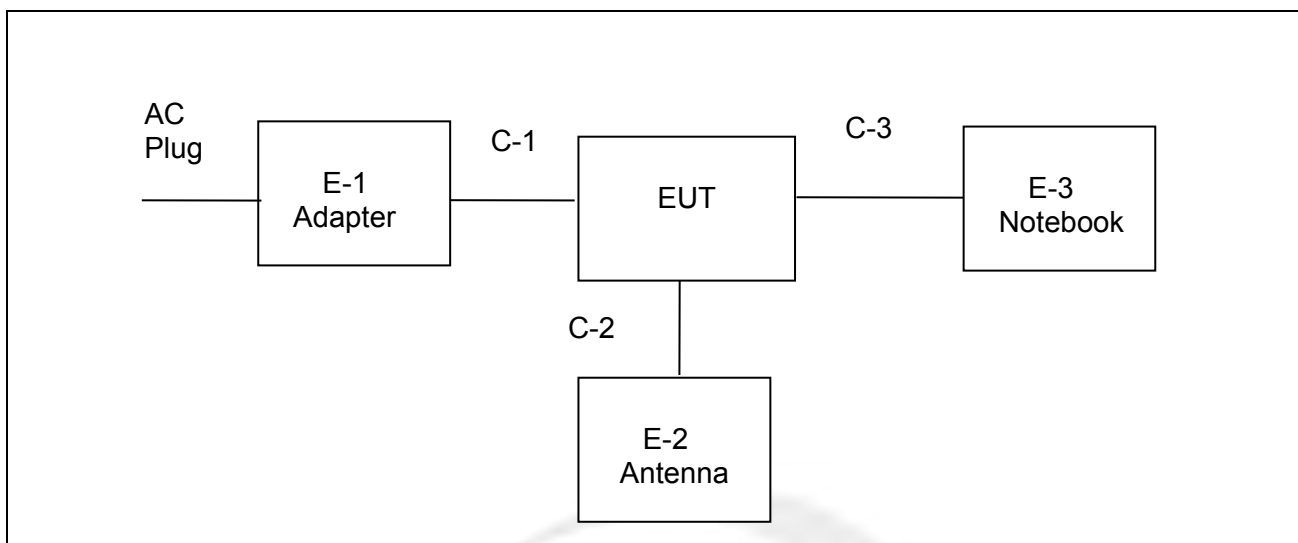 AC
Plug
E-1
Adapter
C-1
EUT
C-3
E-3
Notebook
C-2
E-2
Antenna